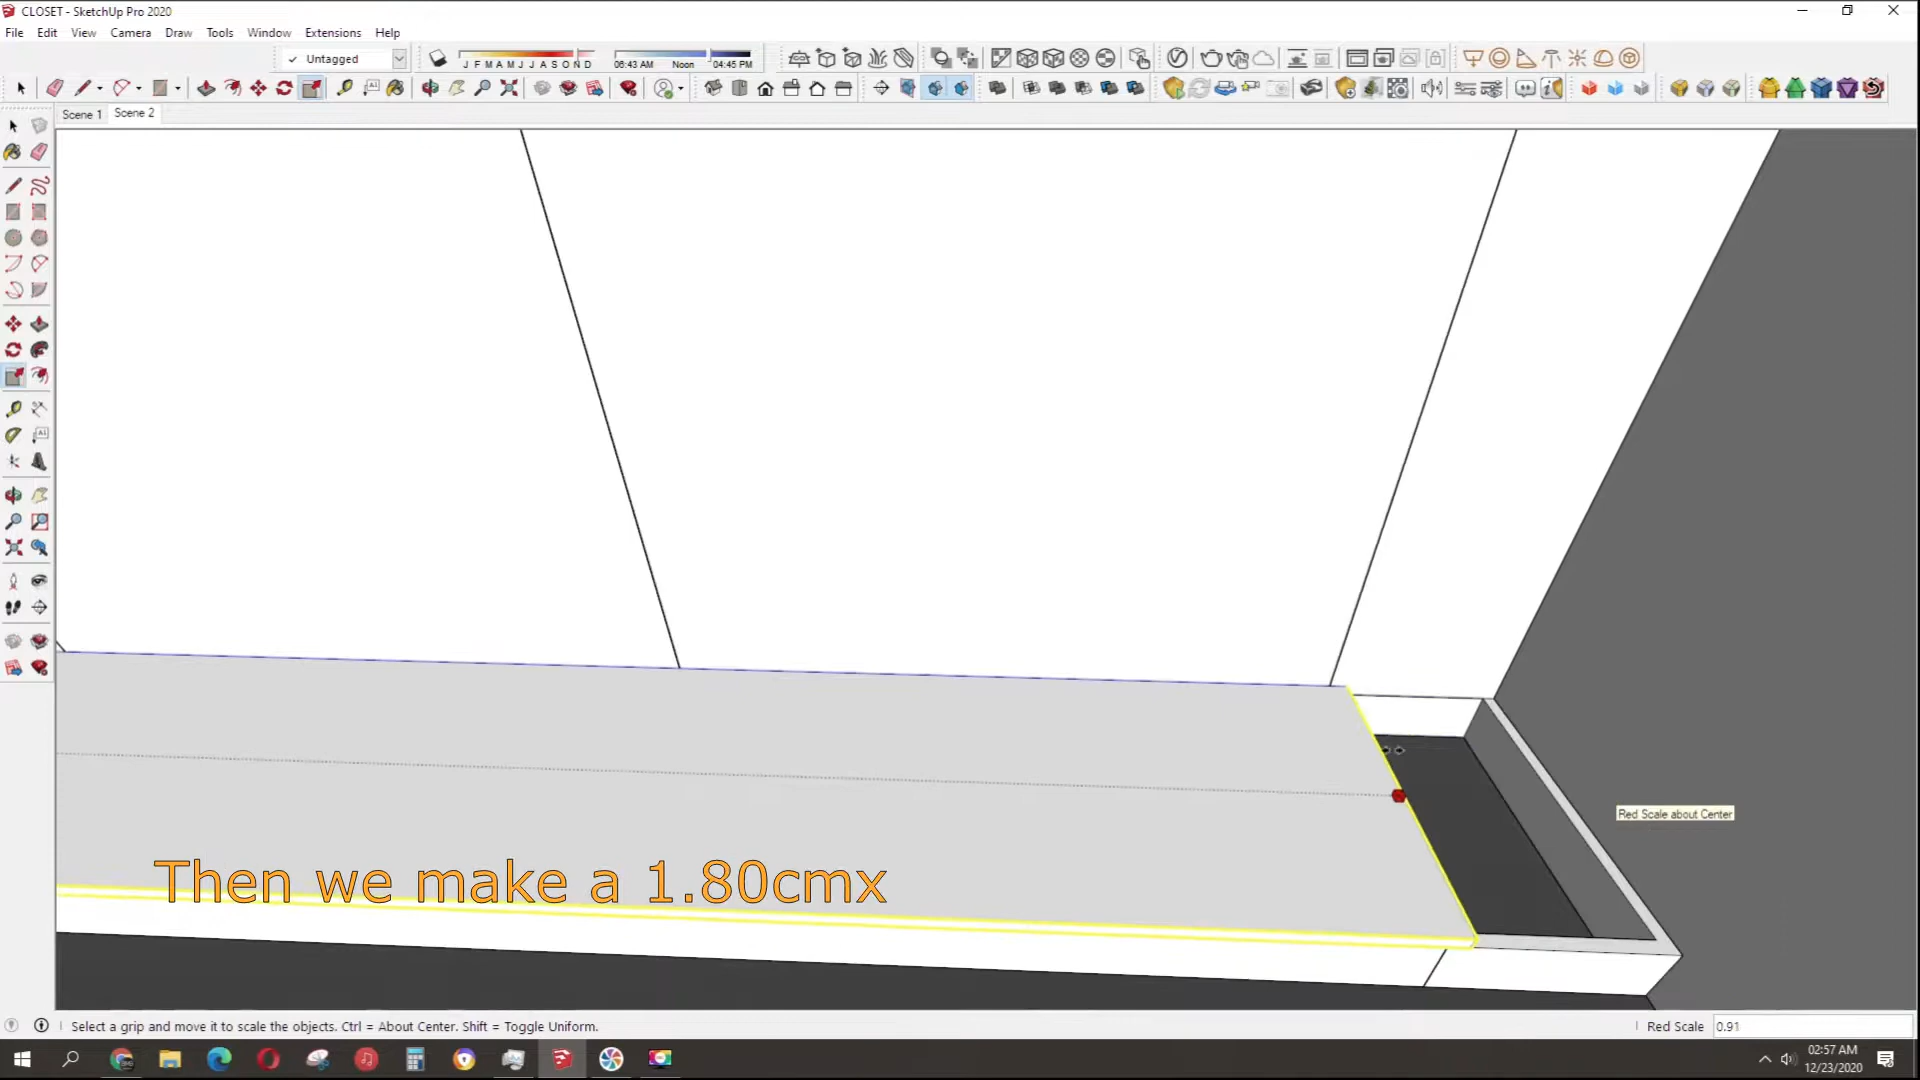 CLOSET - SketchUp Pro 2020
File Edit View Camera Draw Tools Window Extensions Help
Untagged
J F M A M J J A S O N D
06:43 AM Noon 04:45 PM
Scene 1 Scene 2
Red Scale about Center
Then we make a 1.80cmx
Select a grip and move it to scale the objects. Ctrl = About Center. Shift = Toggle Uniform.
Red Scale 0.91
02:57 AM
12/23/2020